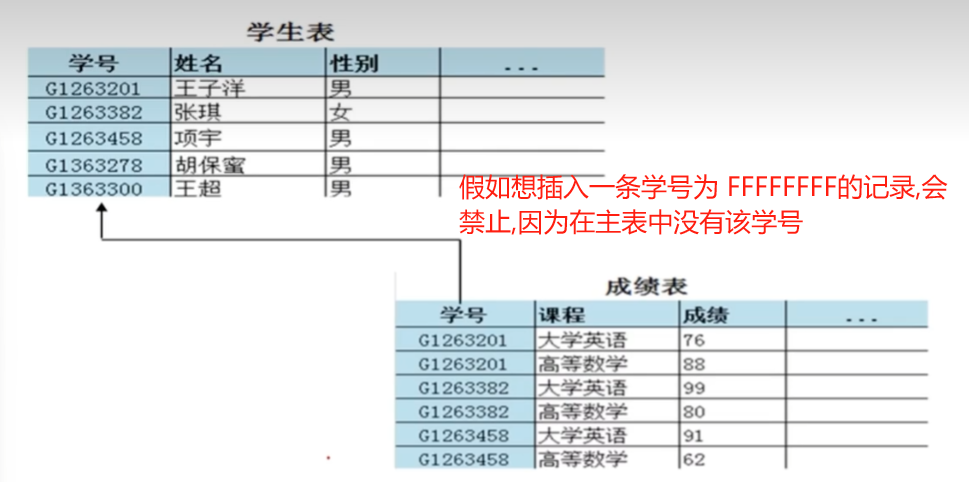 学生表
学号 姓名 性别 ...
G1263201 王子洋 男
G1263382 张琪 女
G1263458 项宇 男
G1363278 胡保蜜 男
G1363300 王超 男
假如想插入一条学号为 FFFFFFFF的记录,会
禁止,因为在主表中没有该学号
成绩表
学号 课程 成绩 ...
G1263201 大学英语 76
G1263201 高等数学 88
G1263382 大学英语 99
G1263382 高等数学 80
G1263458 大学英语 91
G1263458 高等数学 62